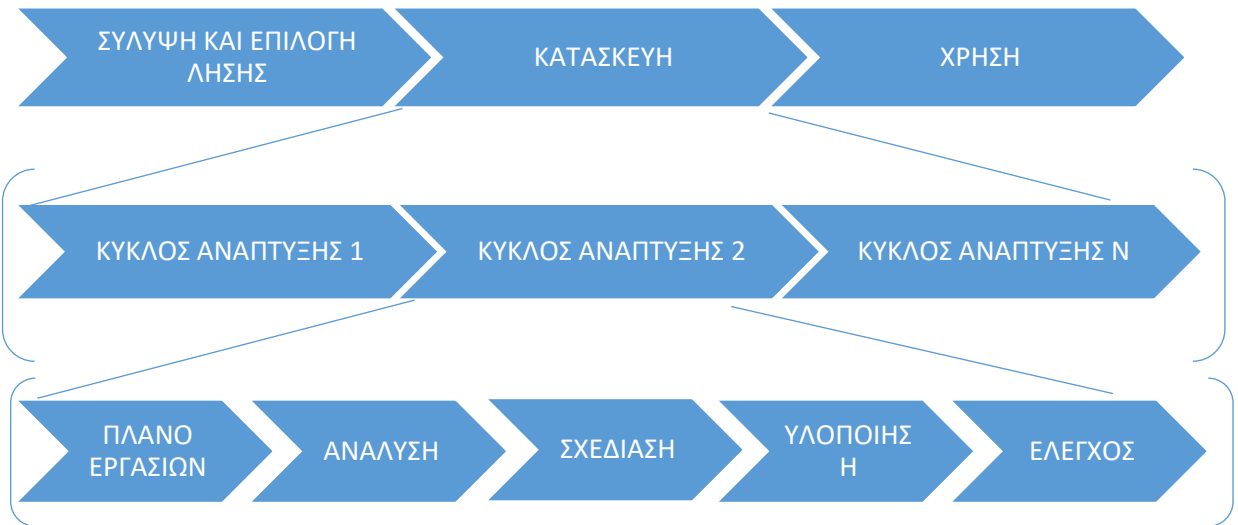 ΣΥΛΥΨΗ ΚΑΙ ΕΠΙΛΟΓΗ
ΛΗΣΗΣ
ΚΑΤΑΣΚΕΥΗ
ΧΡΗΣΗ
ΚΥΚΛΟΣ ΑΝΑΠΤΥΞΗΣ 1
ΚΥΚΛΟΣ ΑΝΑΠΤΥΞΗΣ 2
ΚΥΚΛΟΣ ΑΝΑΠΤΥΞΗΣ Ν
ΠΛΑΝΟ
ΕΡΓΑΣΙΩΝ
ΑΝΑΛΥΣΗ
ΣΧΕΔΙΑΣΗ
ΥΛΟΠΟΙΗΣ
Η
ΕΛΕΓΧΟΣ